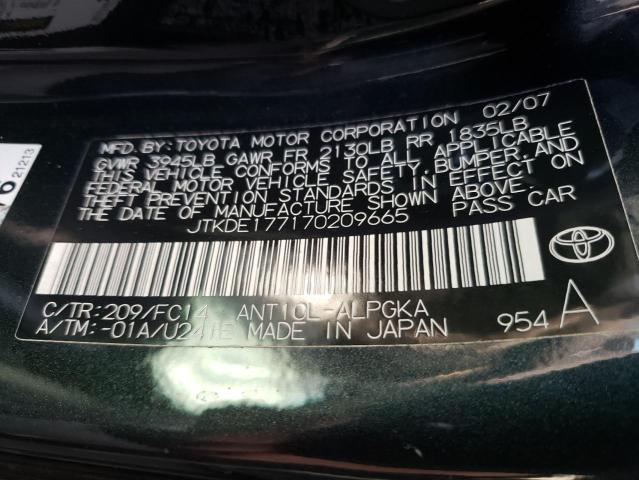 MFD. BY: TOYOTA MOTOR CORPORATION 02/07
GVWR 3945LB GAWR FR 2130LB RR 1835LB
THIS VEHICLE CONFORMS TO ALL APPLICABLE
FEDERAL MOTOR VEHICLE SAFETY, BUMPER, AND
THEFT PREVENTION STANDARDS IN EFFECT ON
THE DATE OF MANUFACTURE SHOWN ABOVE.
JTKDE177170209665 PASS CAR
C/TR: 209/FC14 ANT10L-ALPGKA
A/TM: -01A/U241E MADE IN JAPAN 954 A
21213